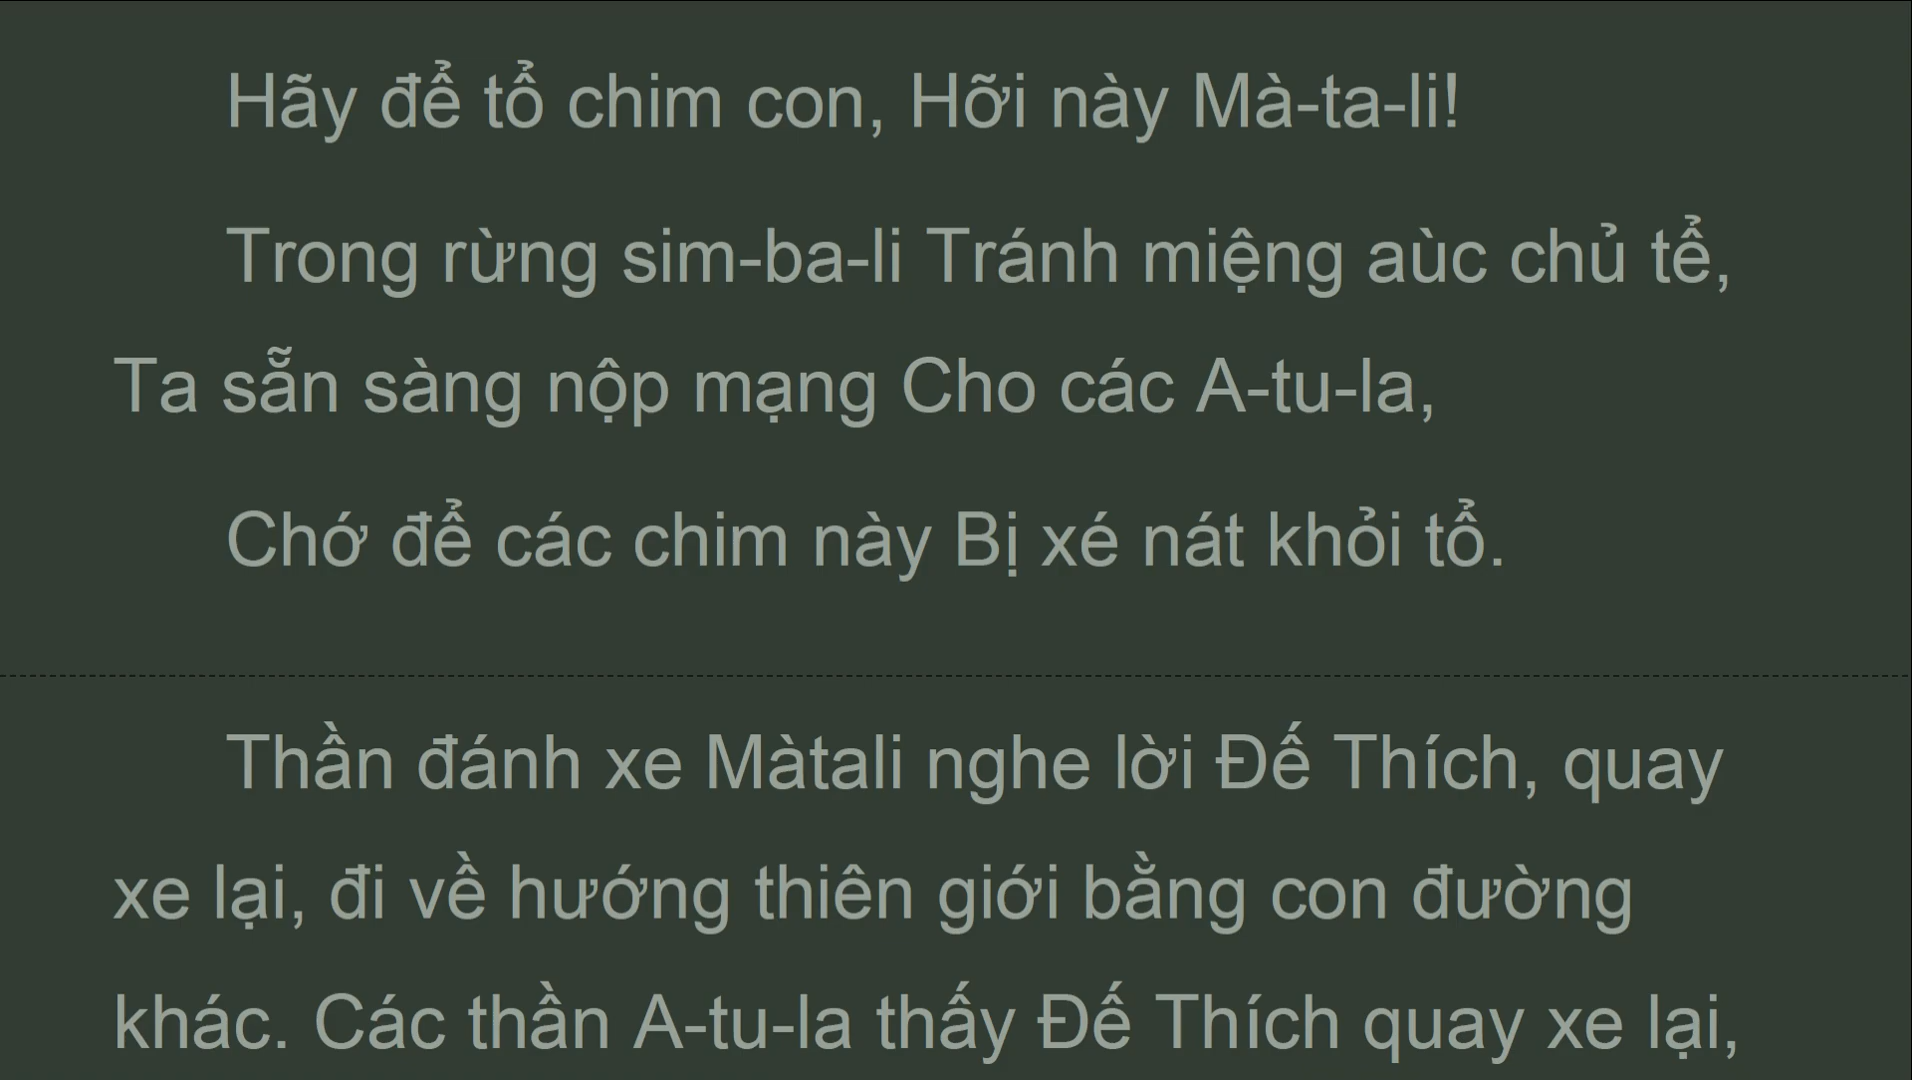 Hãy để tổ chim con, Hỡi này Mà-ta-li!
Trong rừng sim-ba-li Tránh miệng aùc chủ tể,
Ta sẵn sàng nộp mạng Cho các A-tu-la,
Chớ để các chim này Bị xé nát khỏi tổ.
Thần đánh xe Màtali nghe lời Đế Thích, quay
xe lại, đi về hướng thiên giới bằng con đường
khác. Các thần A-tu-la thấy Đế Thích quay xe lại,